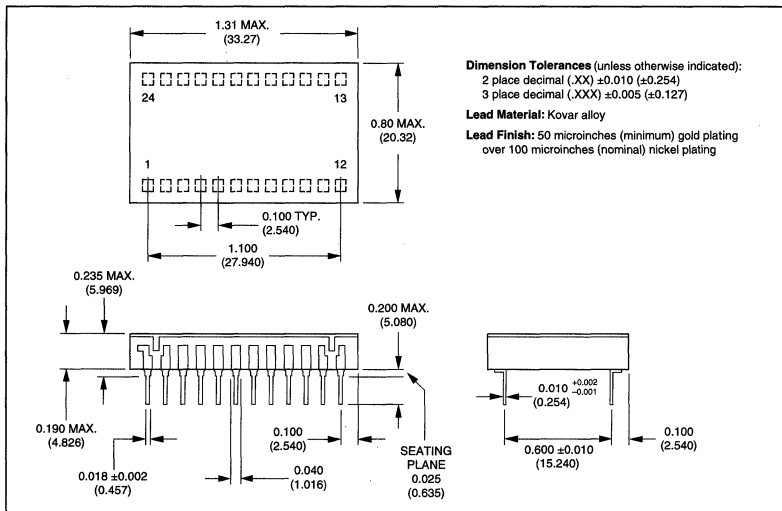 1.31 MAX.
(33.27)
24
13
1
12
0.80 MAX.
(20.32)
0.100 TYP.
(2.540)
1.100
(27.940)
Dimension Tolerances (unless otherwise indicated):
2 place decimal (.XX) ±0.010 (±0.254)
3 place decimal (.XXX) ±0.005 (±0.127)
Lead Material: Kovar alloy
Lead Finish: 50 microinches (minimum) gold plating
over 100 microinches (nominal) nickel plating
0.235 MAX.
(5.969)
0.200 MAX.
(5.080)
0.190 MAX.
(4.826)
0.018 ±0.002
(0.457)
0.040
(1.016)
0.100
(2.540)
SEATING
PLANE
0.025
(0.635)
0.010 +0.002 −0.001
(0.254)
0.600 ±0.010
(15.240)
0.100
(2.540)